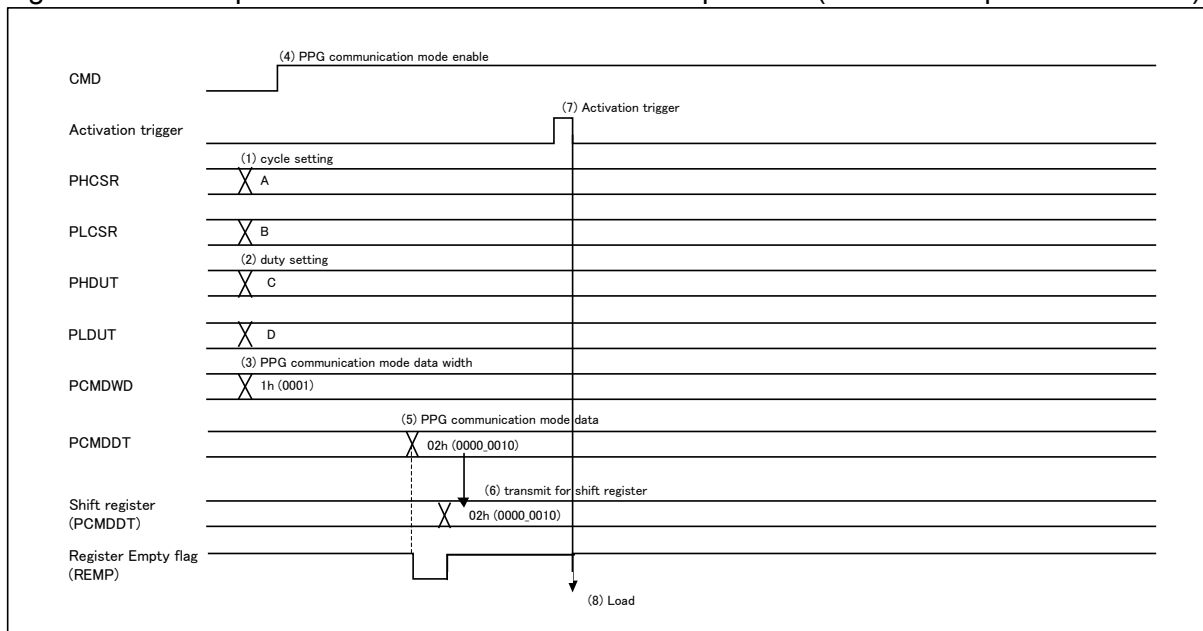 (4) PPG communication mode enable
CMD
(7) Activation trigger
Activation trigger
(1) cycle setting
PHCSR
A
PLCSR
B
(2) duty setting
PHDUT
C
PLDUT
D
(3) PPG communication mode data width
PCMDWD
1h (0001)
(5) PPG communication mode data
PCMDDT
02h (0000_0010)
(6) transmit for shift register
Shift register
(PCMDDT)
02h (0000_0010)
Register Empty flag
(REMP)
(8) Load